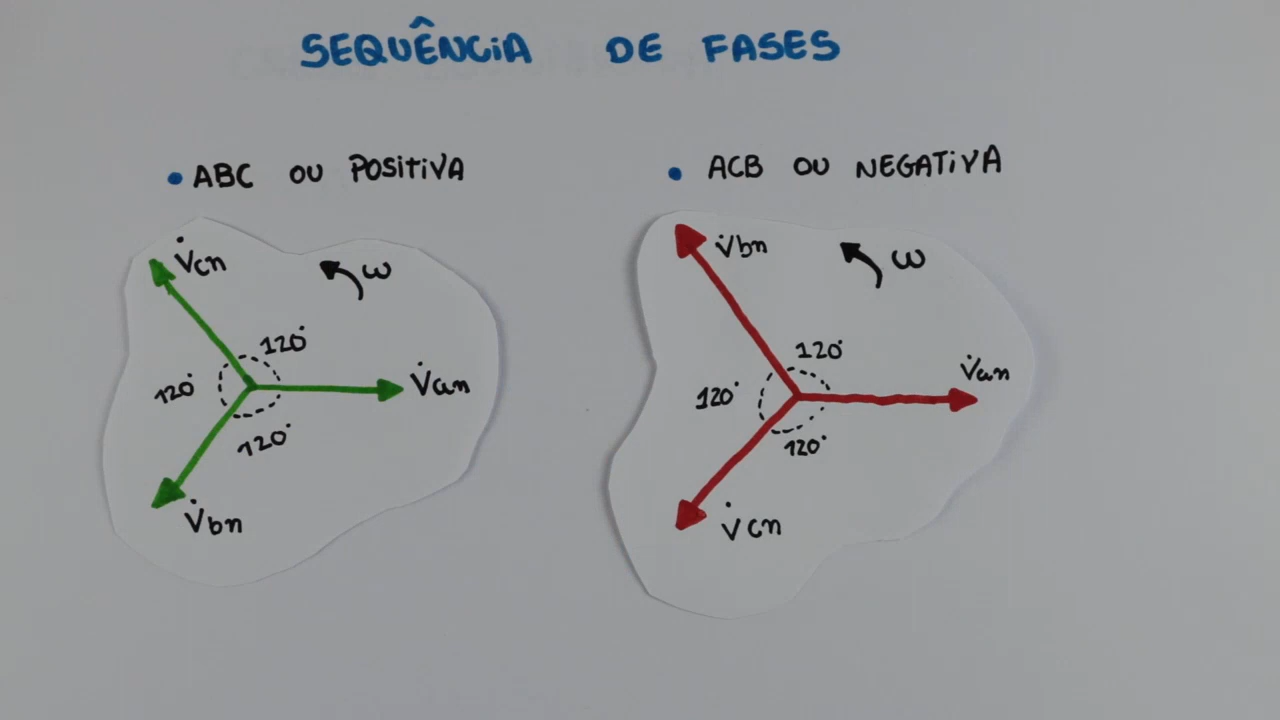 SEQUÊNCIA DE FASES
• ABC OU POSITIVA
V̇cn
ω
120°
120°
V̇an
120°
V̇bn
• ACB OU NEGATIVA
V̇bn
ω
120°
V̇an
120°
120°
V̇cn